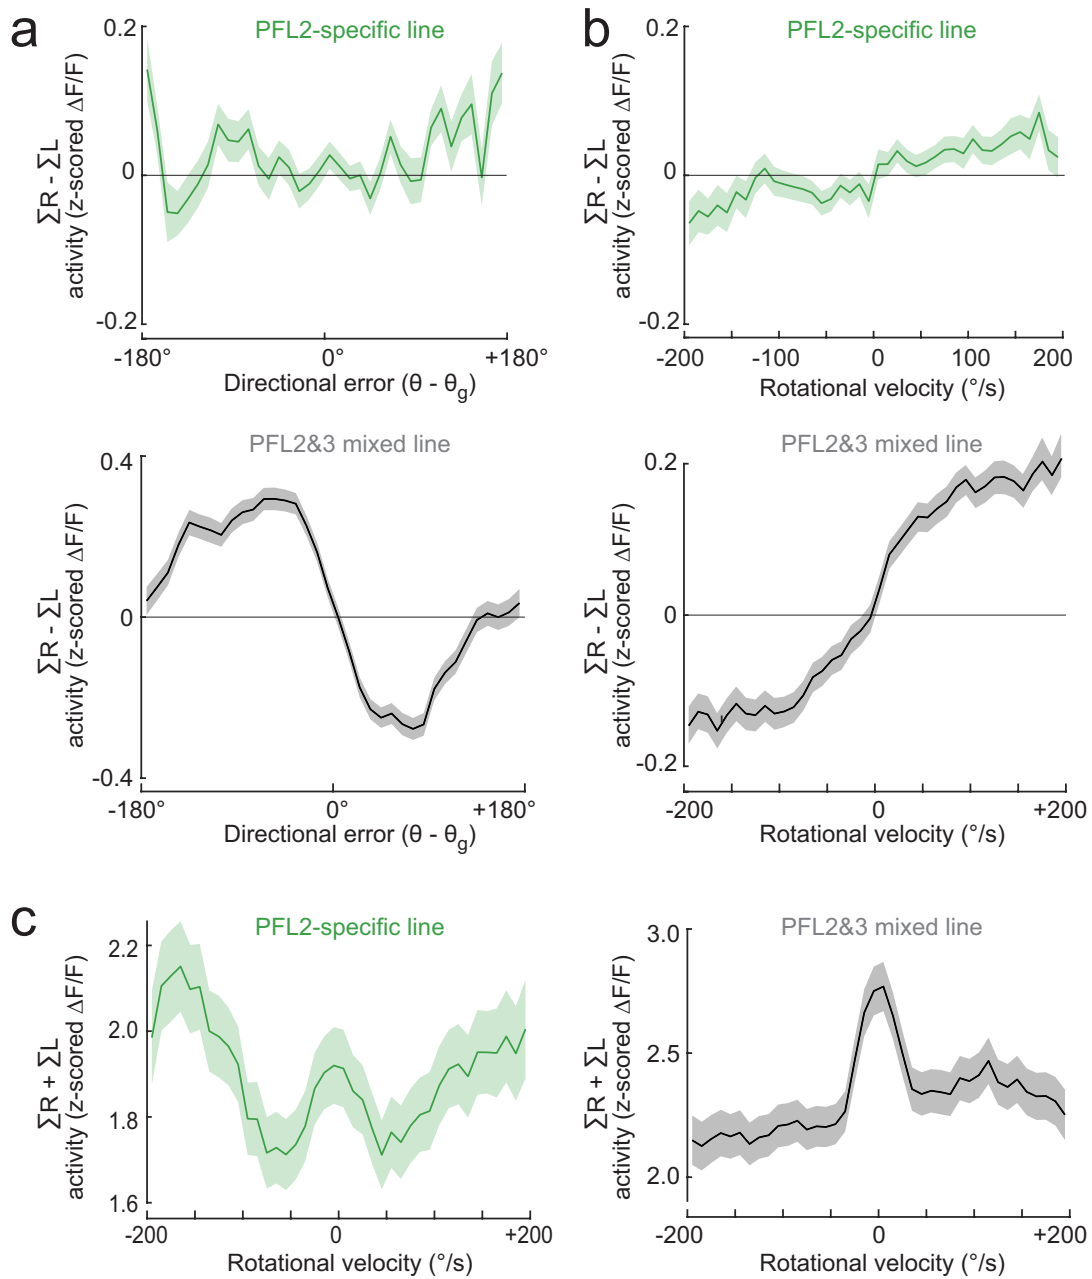 a
PFL2-specific line
ΣR - ΣL
activity (z-scored ΔF/F)
0.2
0
-0.2
-180° 0° +180°
Directional error (θ - θg)
b
PFL2-specific line
ΣR - ΣL
activity (z-scored ΔF/F)
0.2
0
-0.2
-200 -100 0 100 200
Rotational velocity (°/s)
PFL2&3 mixed line
ΣR - ΣL
activity (z-scored ΔF/F)
0.4
0
-0.4
-180° 0° +180°
Directional error (θ - θg)
PFL2&3 mixed line
ΣR - ΣL
activity (z-scored ΔF/F)
0.2
0
-0.2
-200 0 +200
Rotational velocity (°/s)
c
PFL2-specific line
ΣR + ΣL
activity (z-scored ΔF/F)
2.2
2.0
1.8
1.6
-200 0 +200
Rotational velocity (°/s)
PFL2&3 mixed line
ΣR + ΣL
activity (z-scored ΔF/F)
3.0
2.5
2.0
-200 0 +200
Rotational velocity (°/s)